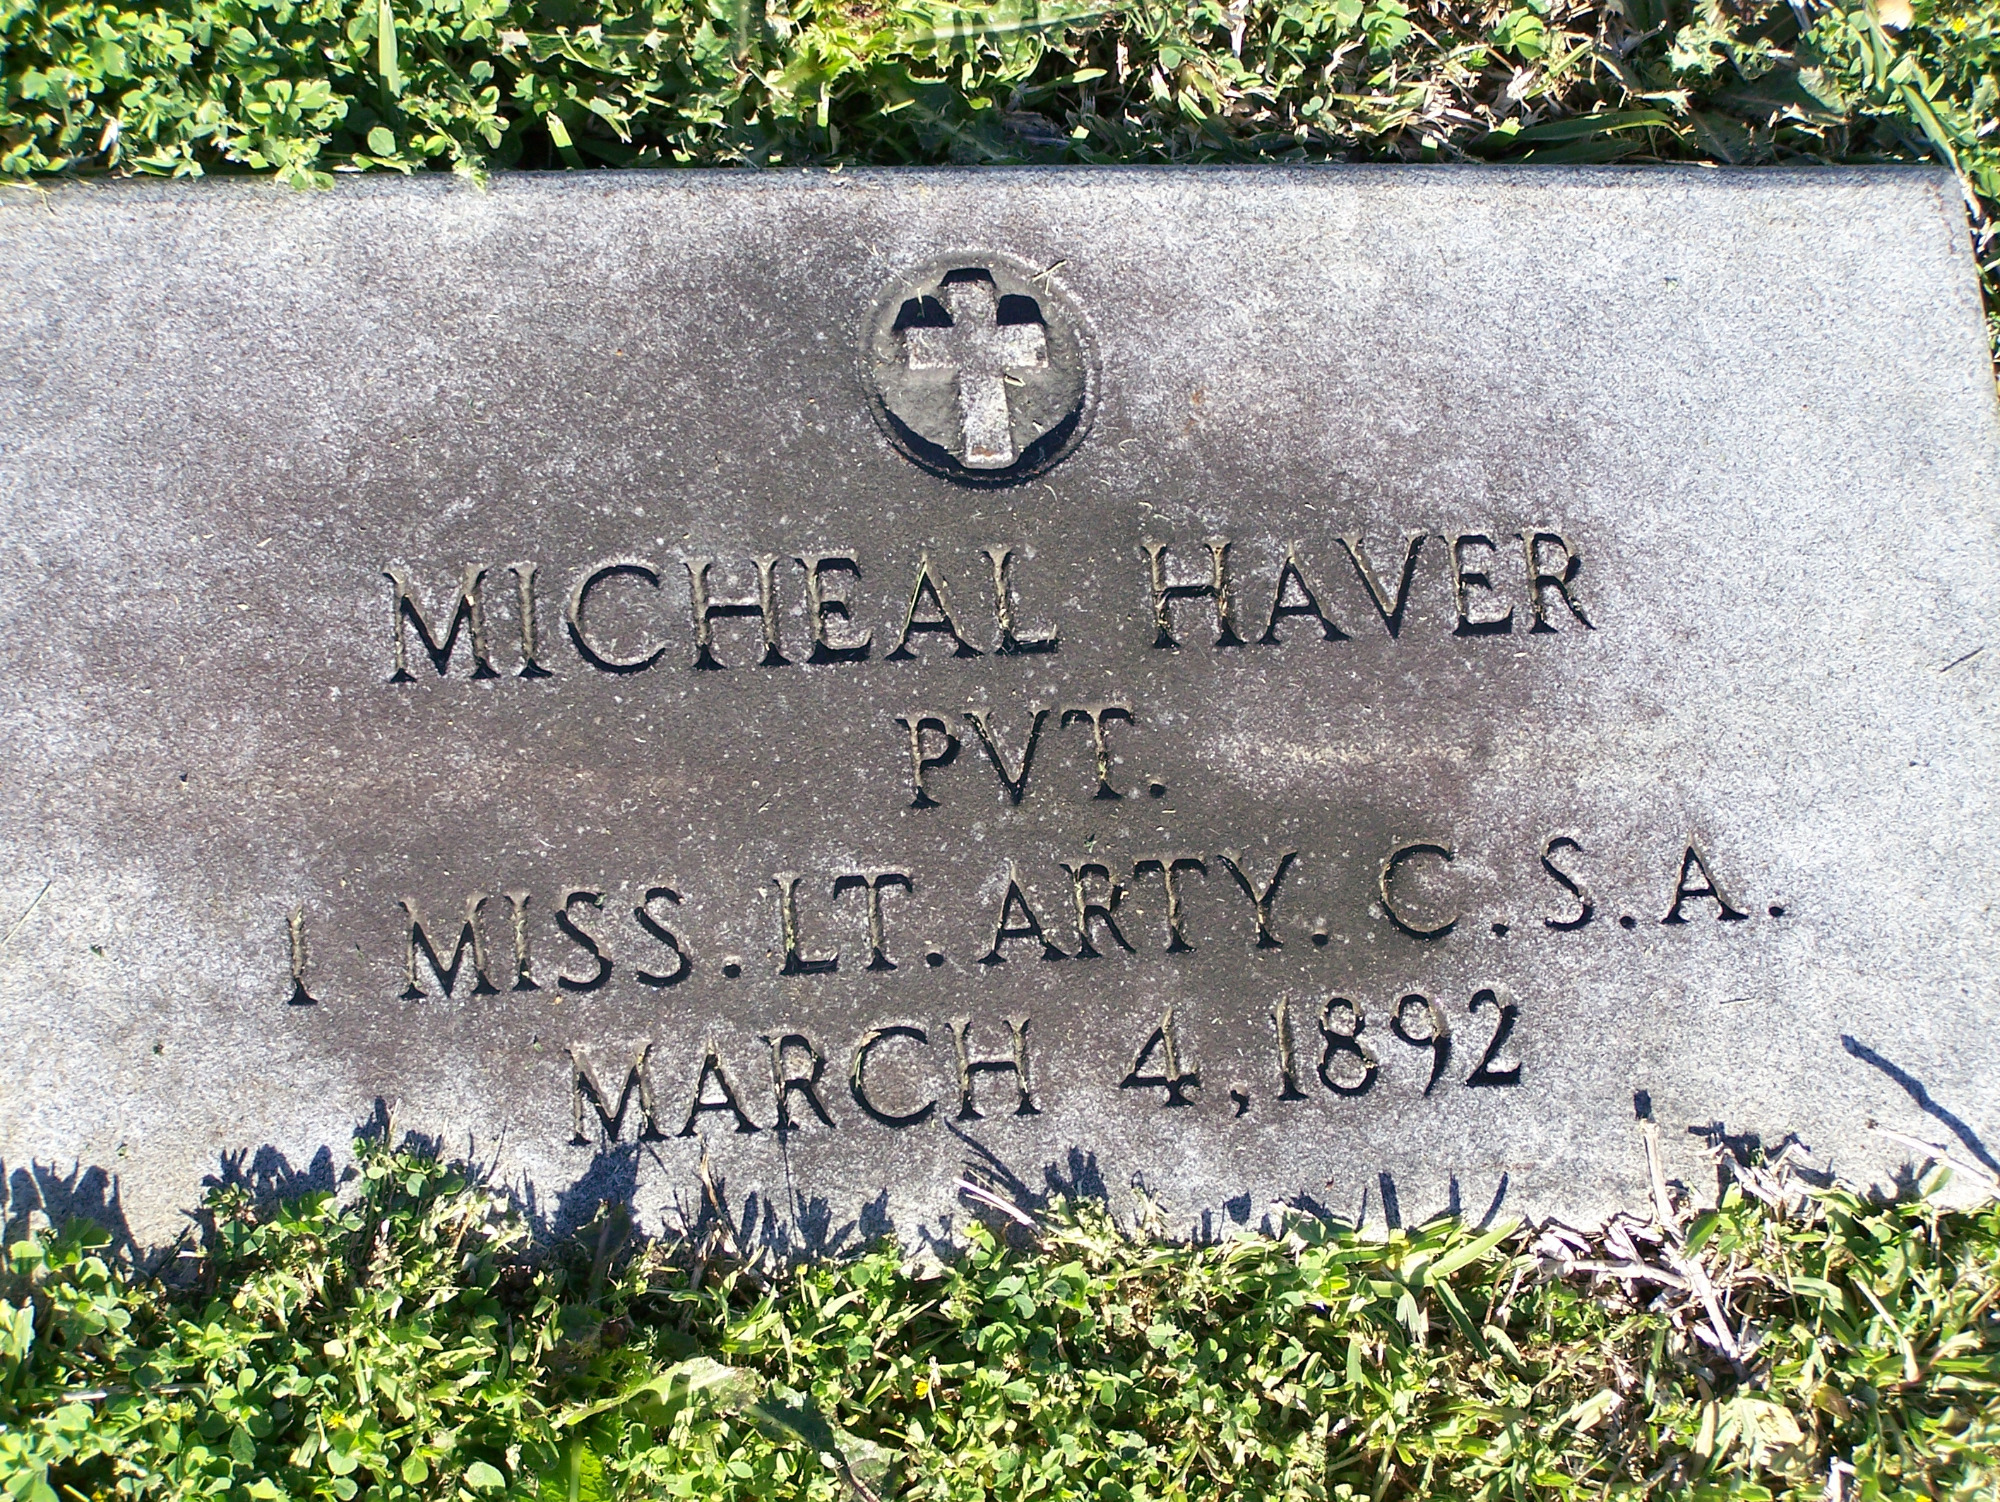 MICHEAL HAVER
PVT.
1 MISS. LT. ARTY. C.S.A.
MARCH 4, 1892